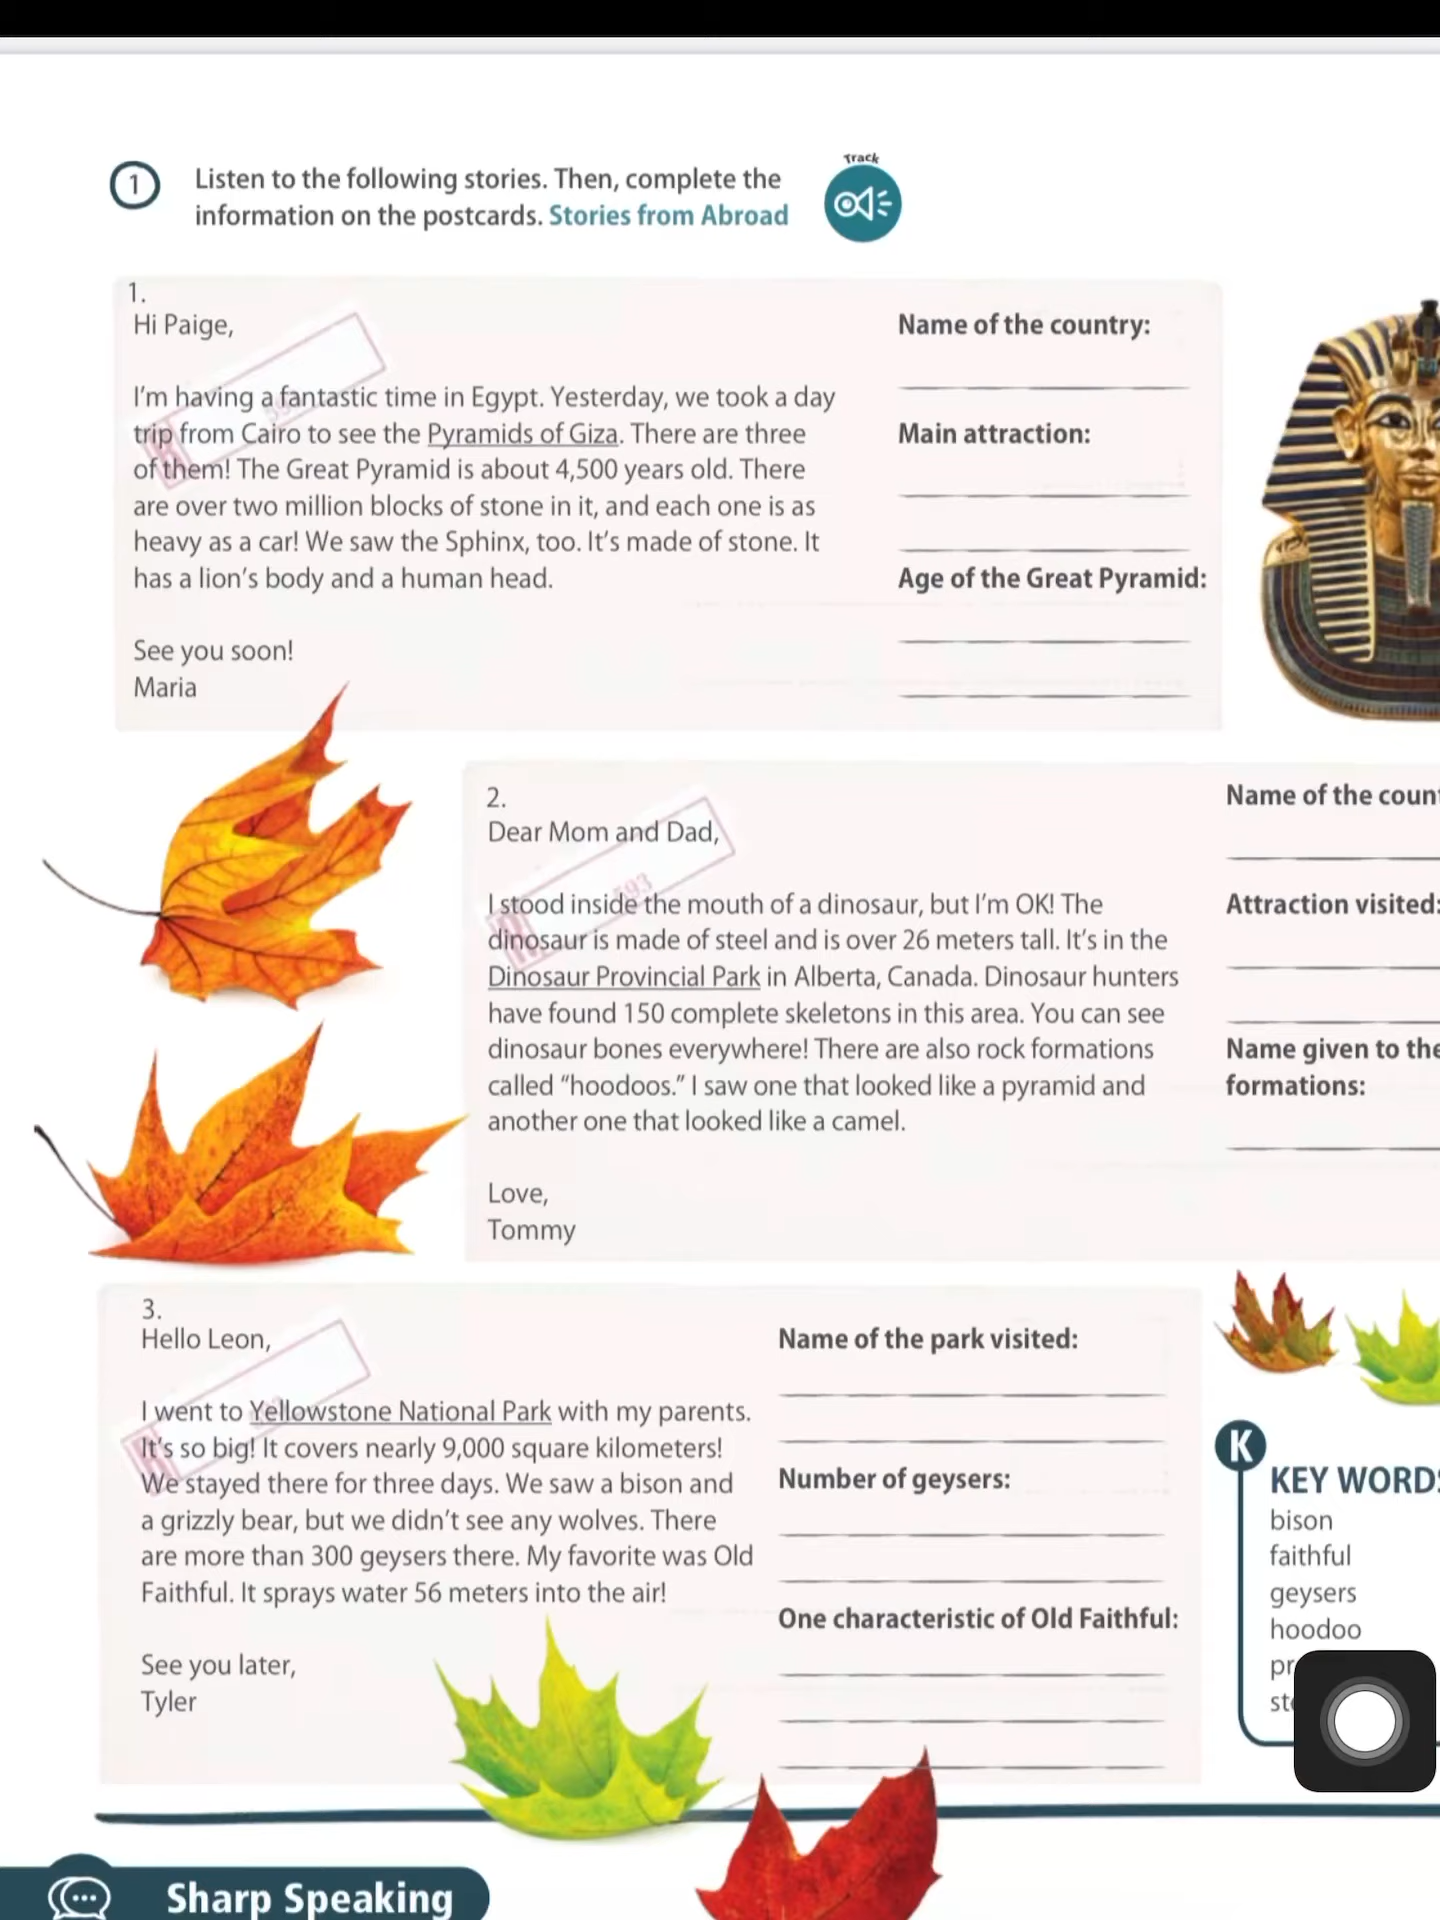 Track
1
Listen to the following stories. Then, complete the
information on the postcards. Stories from Abroad
1.
Hi Paige,
I'm having a fantastic time in Egypt. Yesterday, we took a day
trip from Cairo to see the Pyramids of Giza. There are three
of them! The Great Pyramid is about 4,500 years old. There
are over two million blocks of stone in it, and each one is as
heavy as a car! We saw the Sphinx, too. It's made of stone. It
has a lion's body and a human head.
See you soon!
Maria
Name of the country:
Main attraction:
Age of the Great Pyramid:
2.
Dear Mom and Dad,
I stood inside the mouth of a dinosaur, but I'm OK! The
dinosaur is made of steel and is over 26 meters tall. It's in the
Dinosaur Provincial Park in Alberta, Canada. Dinosaur hunters
have found 150 complete skeletons in this area. You can see
dinosaur bones everywhere! There are also rock formations
called “hoodoos.” I saw one that looked like a pyramid and
another one that looked like a camel.
Love,
Tommy
Name of the
Attraction visited:
Name given to the
formations:
3.
Hello Leon,
I went to Yellowstone National Park with my parents.
It's so big! It covers nearly 9,000 square kilometers!
We stayed there for three days. We saw a bison and
a grizzly bear, but we didn't see any wolves. There
are more than 300 geysers there. My favorite was Old
Faithful. It sprays water 56 meters into the air!
See you later,
Tyler
Name of the park visited:
Number of geysers:
One characteristic of Old Faithful:
K
KEY WORDS
bison
faithful
geysers
hoodoo
Sharp Speaking